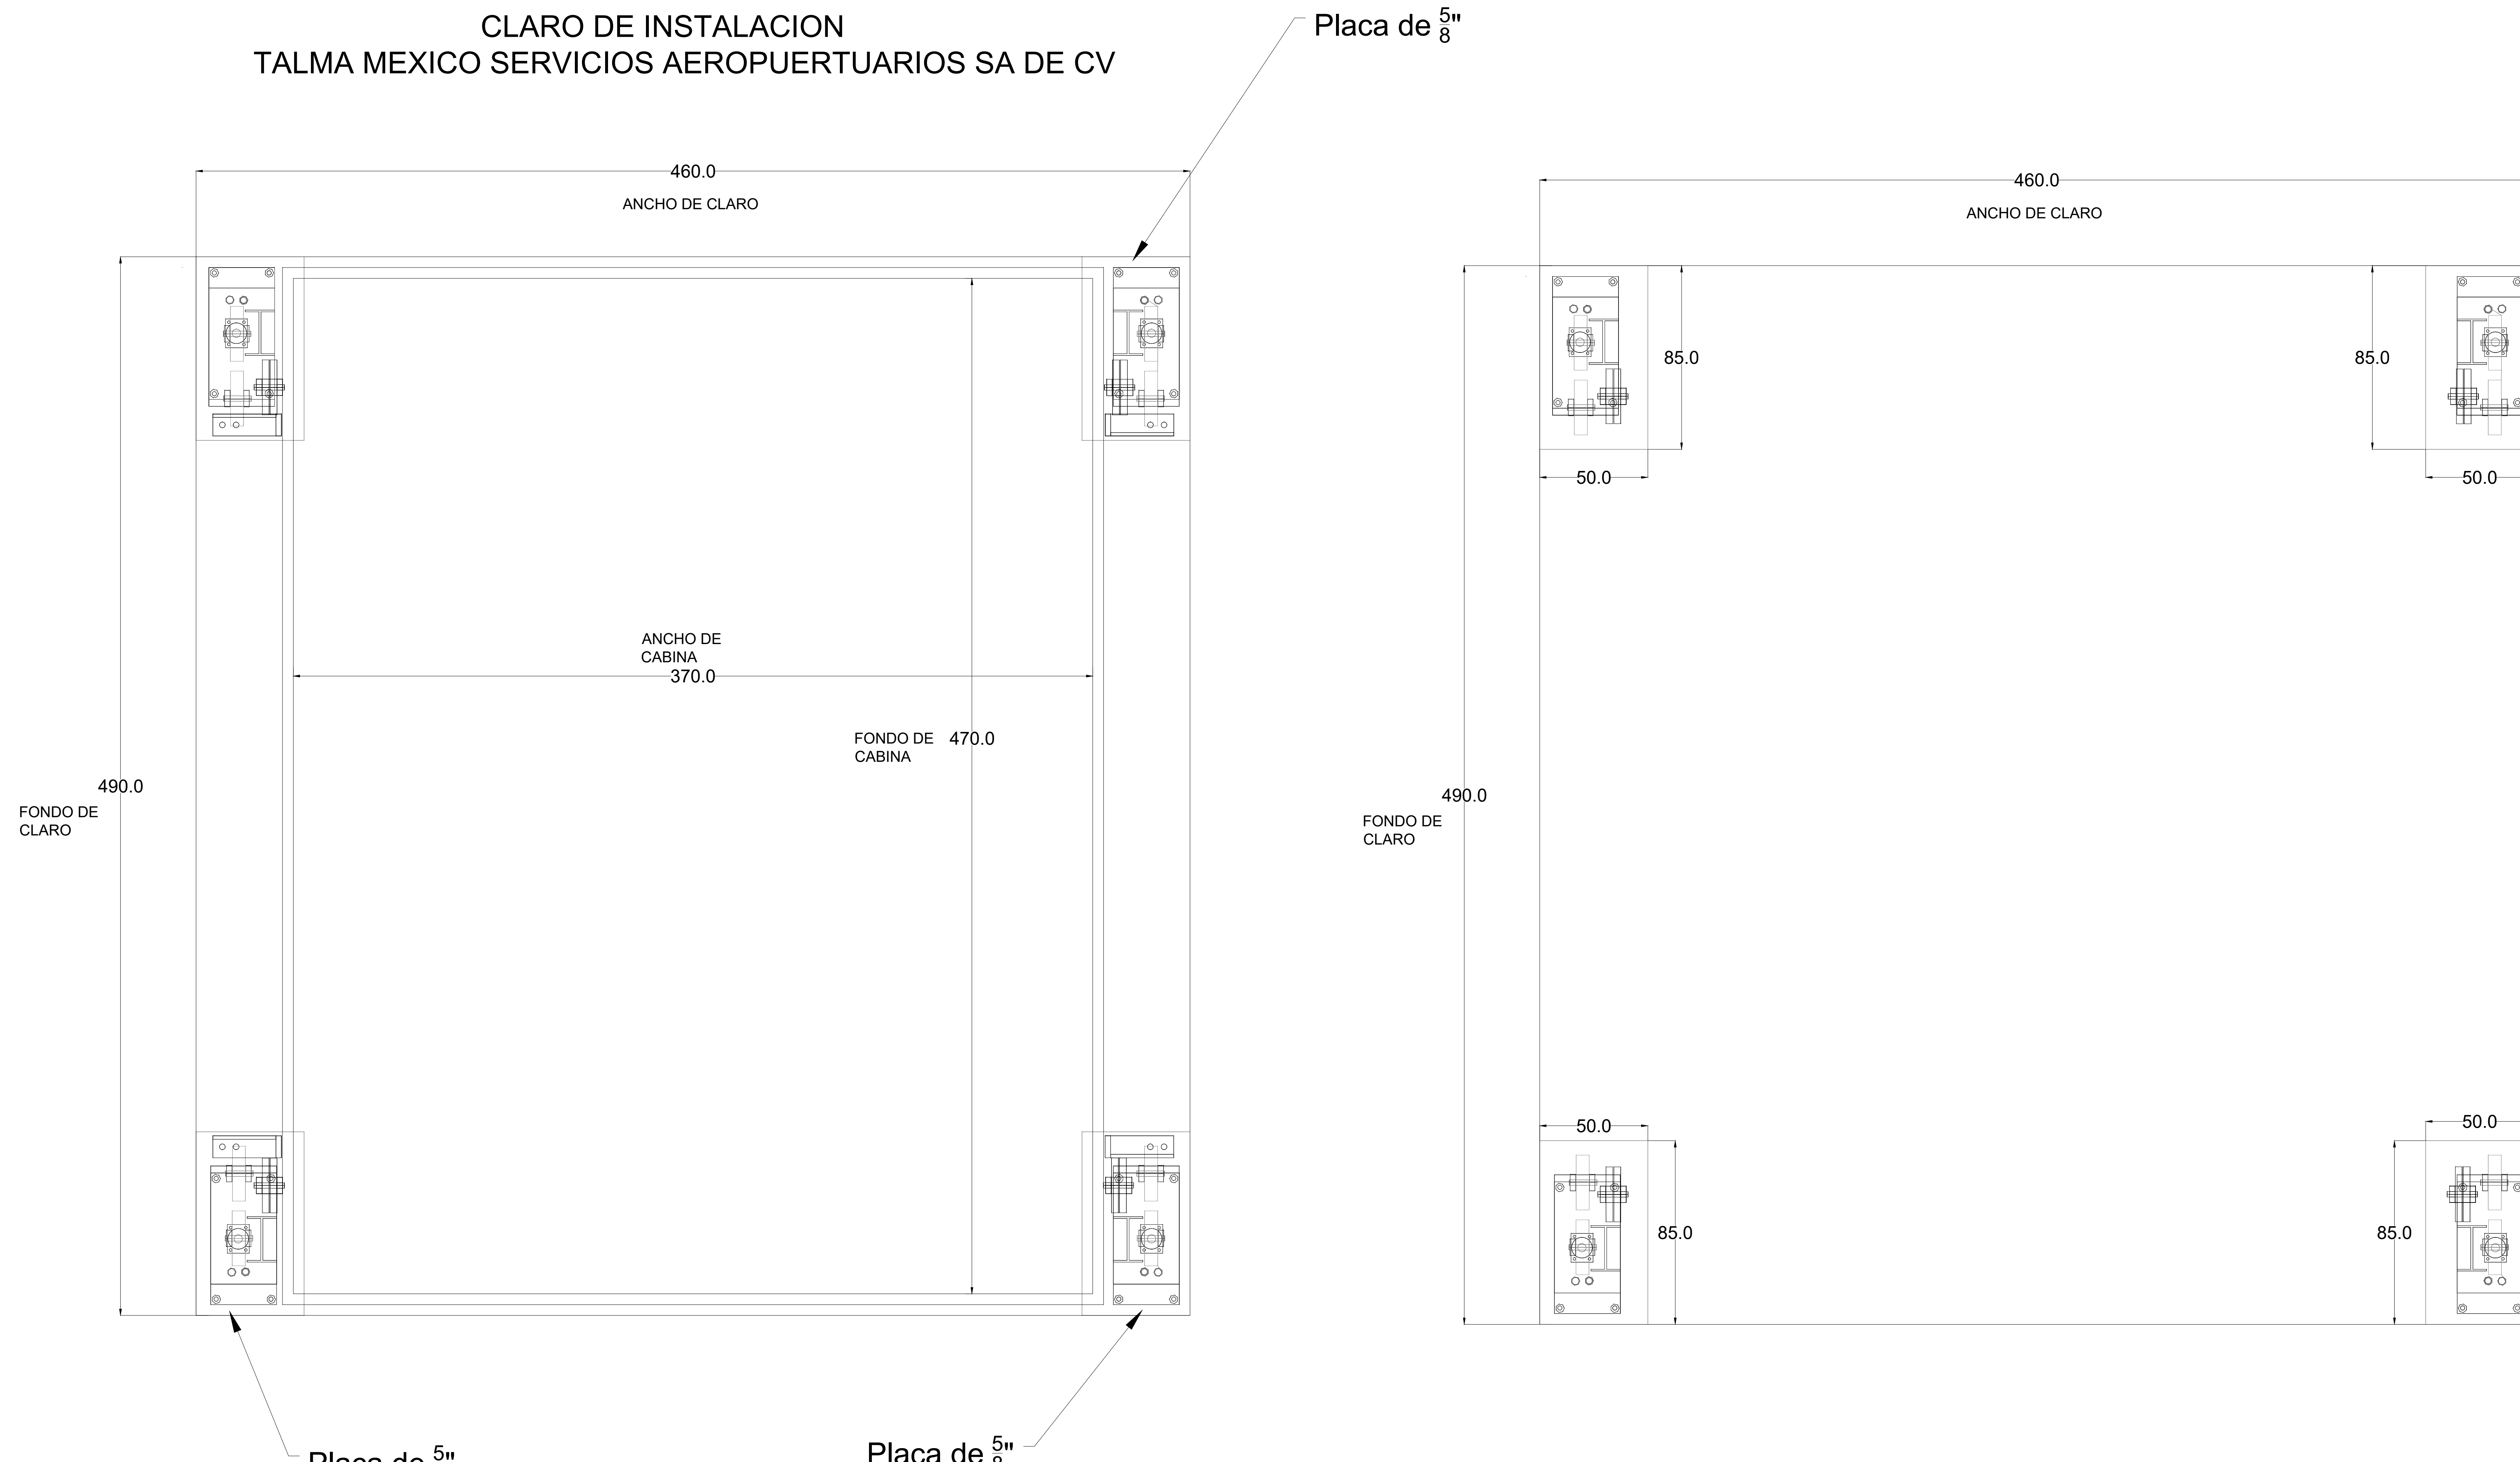 CLARO DE INSTALACION
TALMA MEXICO SERVICIOS AEROPUERTUARIOS SA DE CV
Placa de 5/8"
460.0
ANCHO DE CLARO
ANCHO DE
CABINA
370.0
FONDO DE
CABINA
470.0
490.0
FONDO DE
CLARO
Placa de 5/8"
Placa de 5"
460.0
ANCHO DE CLARO
85.0
85.0
50.0
50.0
490.0
FONDO DE
CLARO
50.0
50.0
85.0
85.0